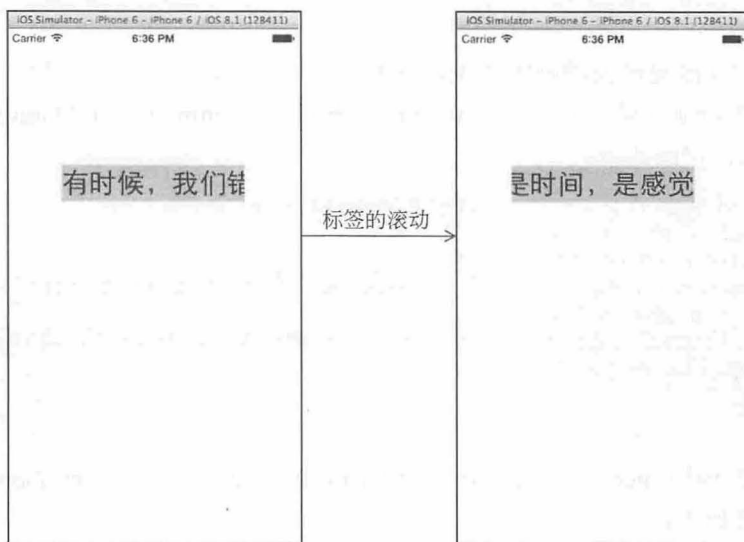 iOS Simulator - iPhone 6 - iPhone 6 / iOS 8.1 (12B411)
Carrier 6:36 PM
有时候，我们错
标签的滚动
iOS Simulator - iPhone 6 - iPhone 6 / iOS 8.1 (12B411)
Carrier 6:36 PM
是时间，是感觉